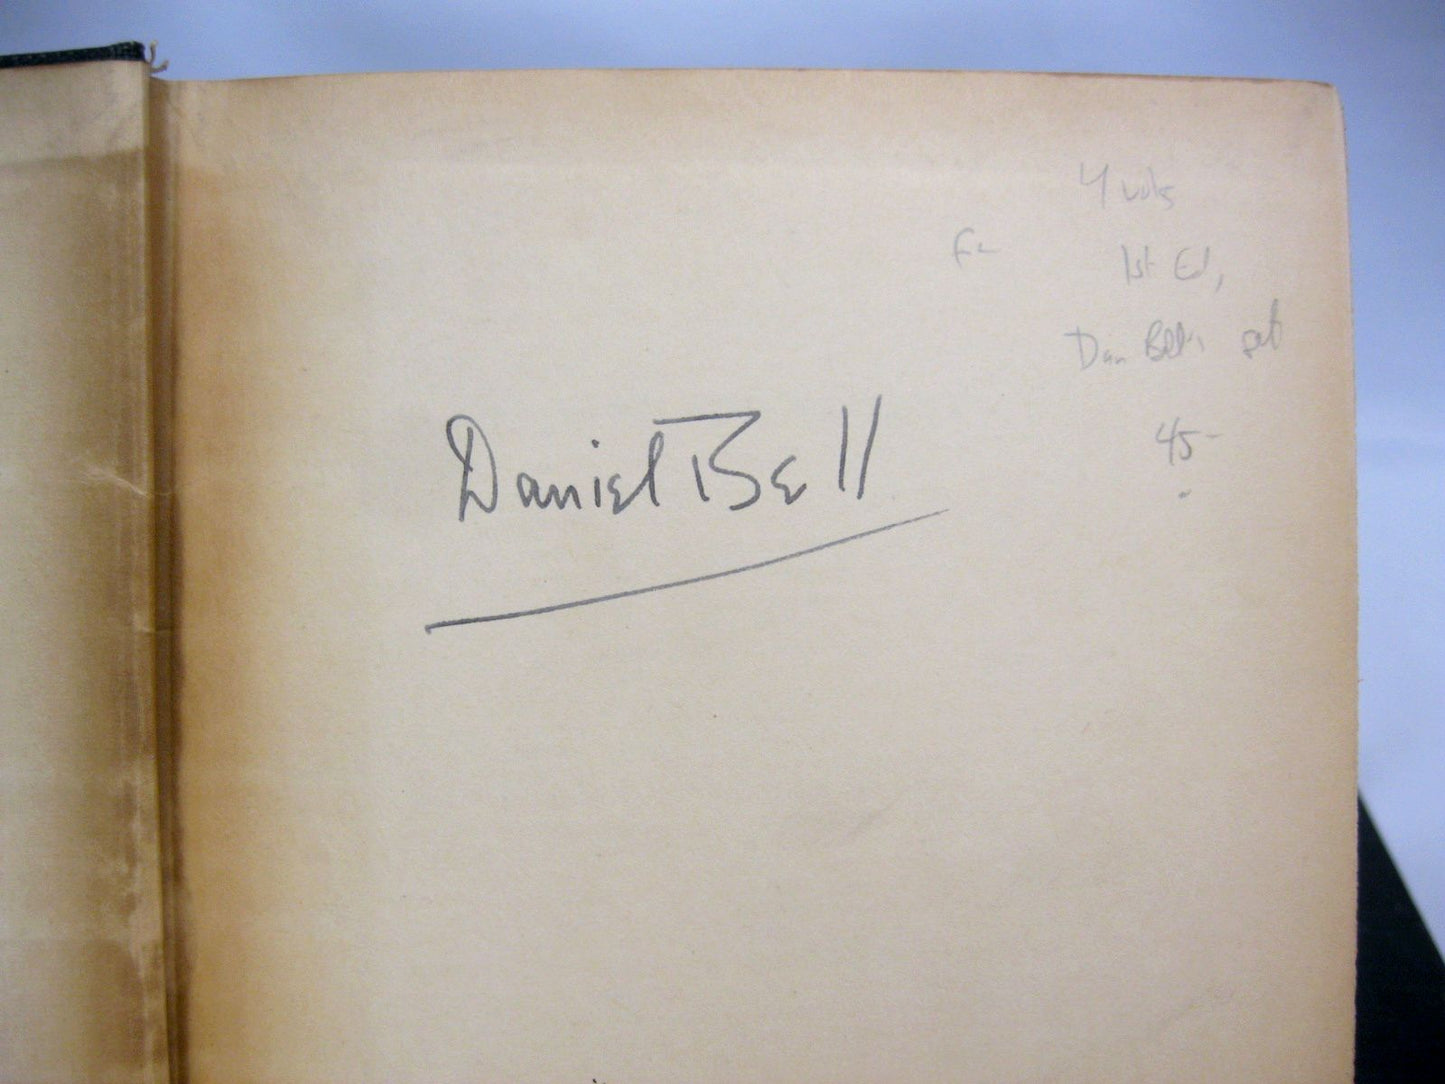 4 vols
1st Ed,
Dan Bell's set
45-
Daniel Bell